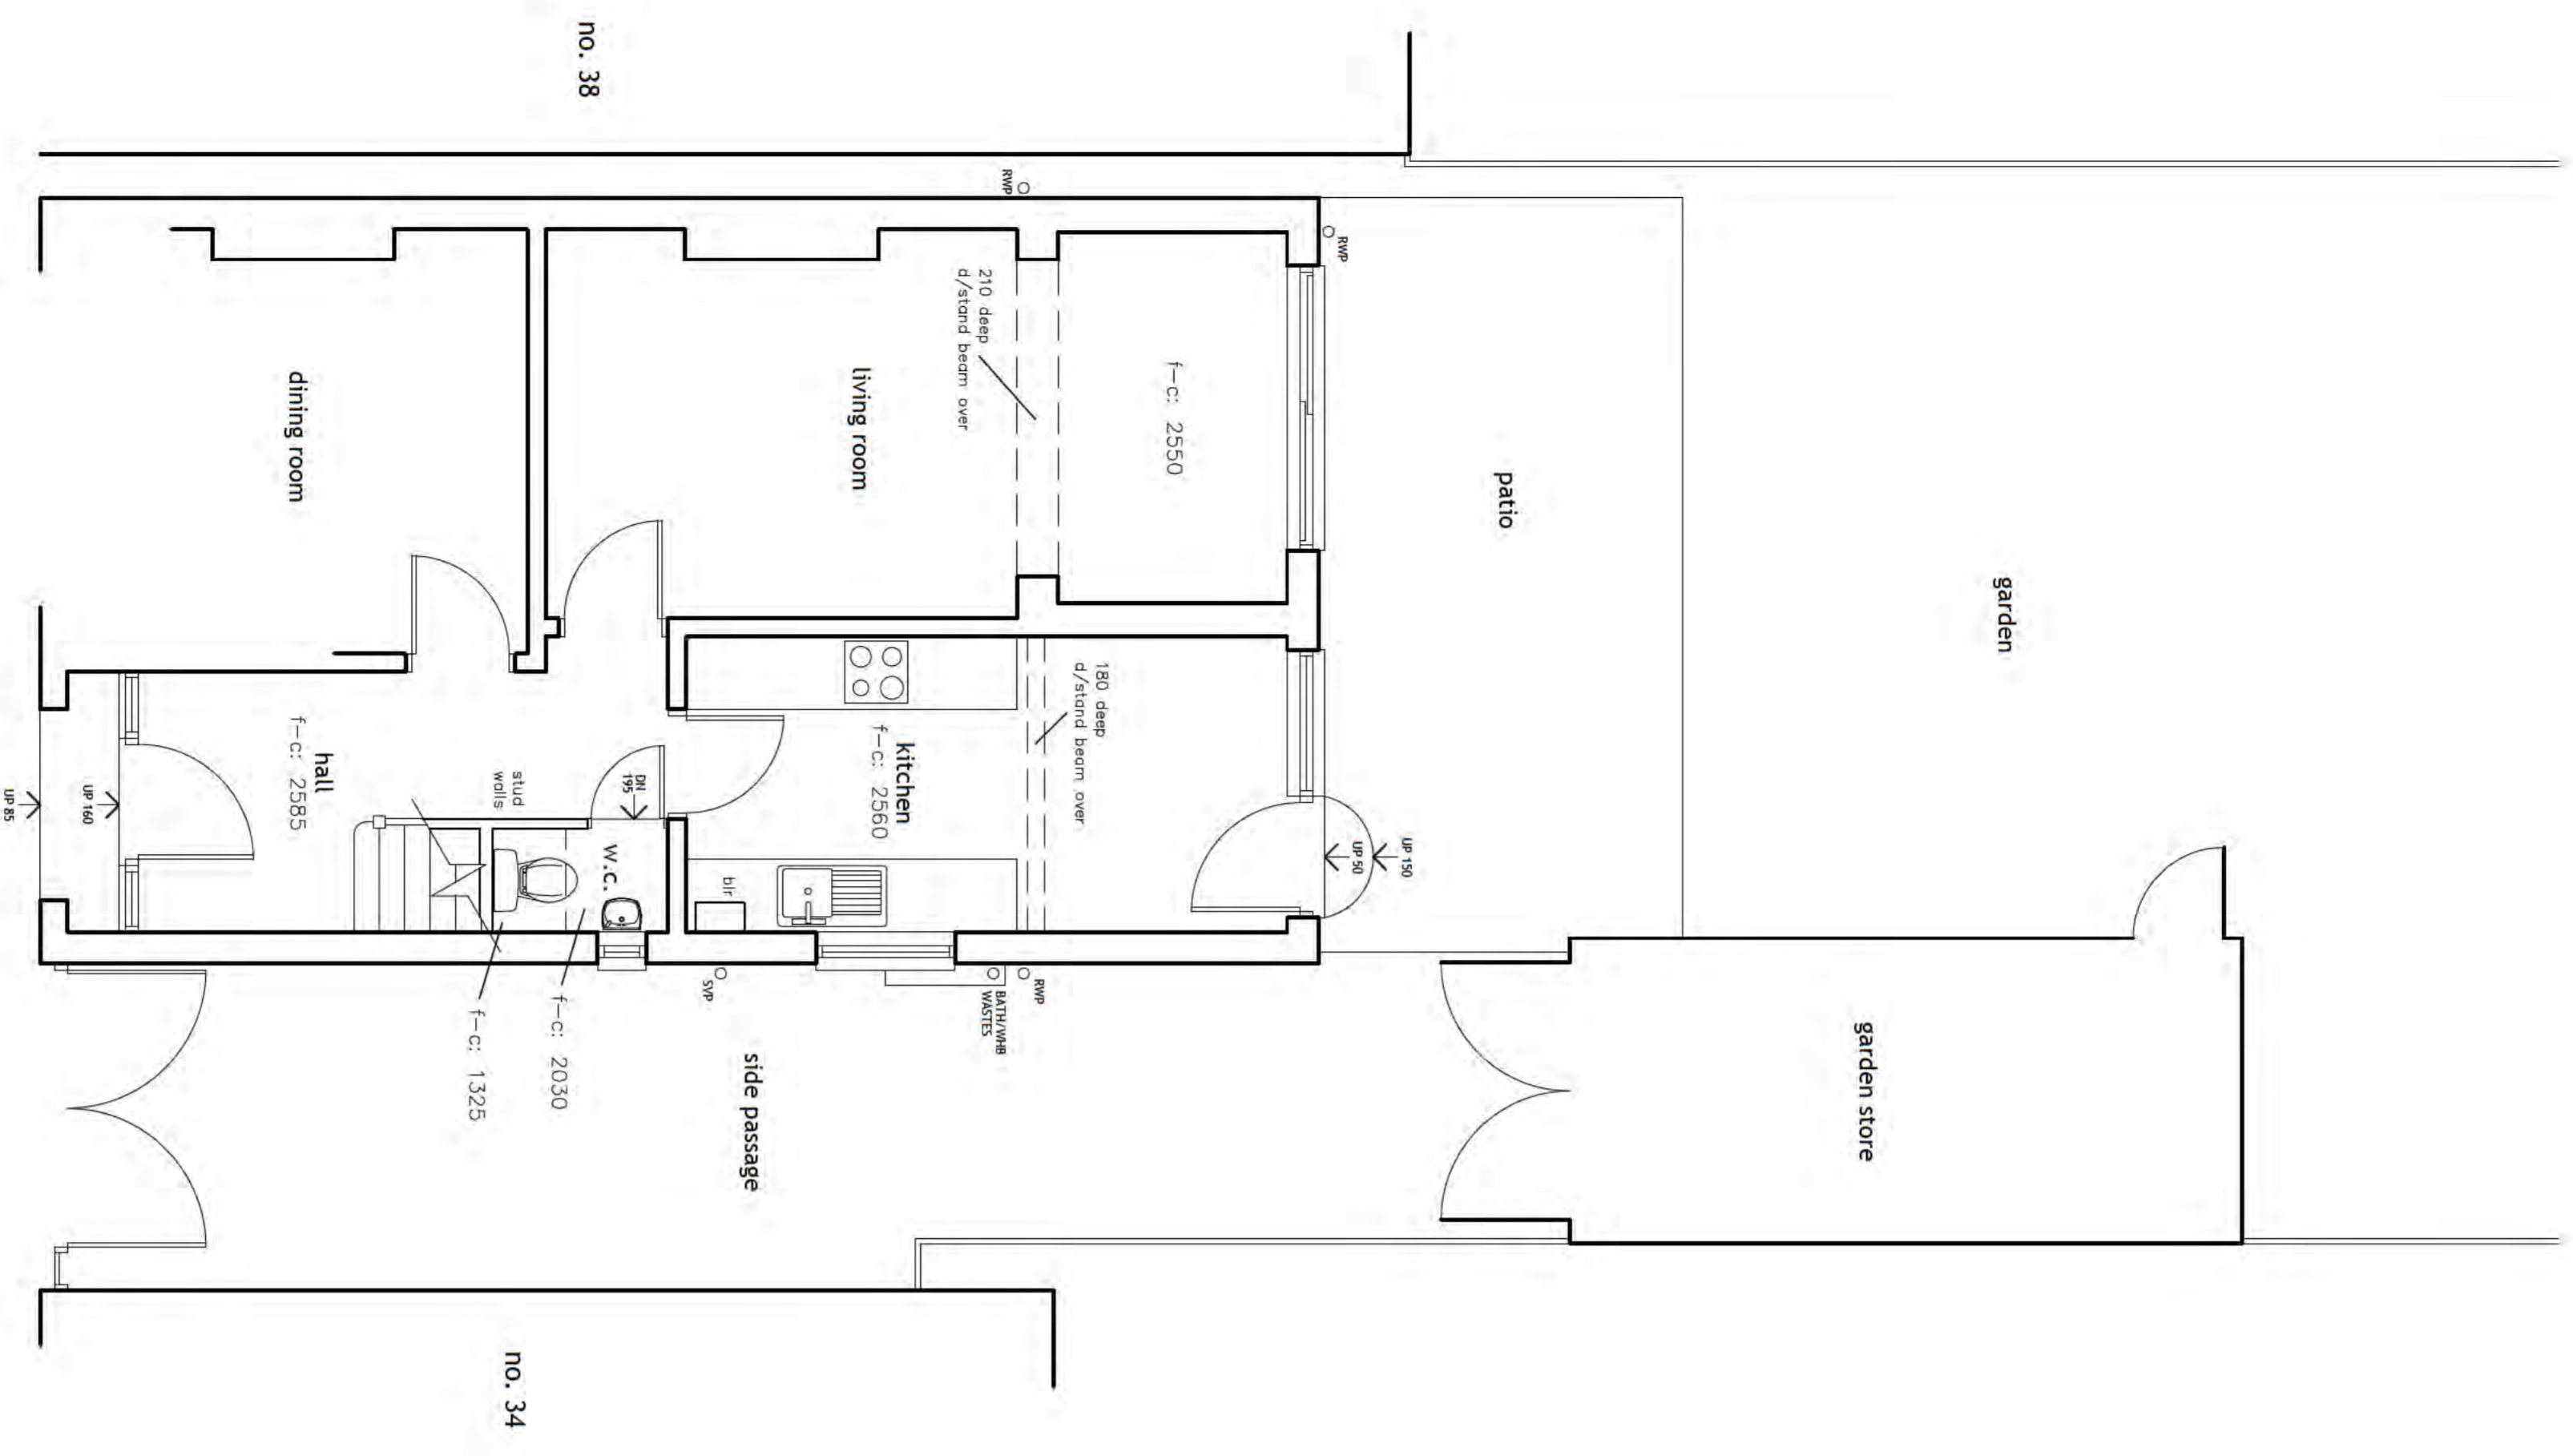 no. 38
RWP
RWP
210 deep
d/stand beam over
f-c: 2550
dining room
living room
patio
garden
180 deep
d/stand beam over
hall
f-c: 2585
kitchen
f-c: 2560
stud
walls
DN
195
w.c.
blr
UP 85
UP 160
UP 50
UP 150
SVP
RWP
BATH/WHB
WASTES
f-c: 2030
f-c: 1325
side passage
garden store
no. 34